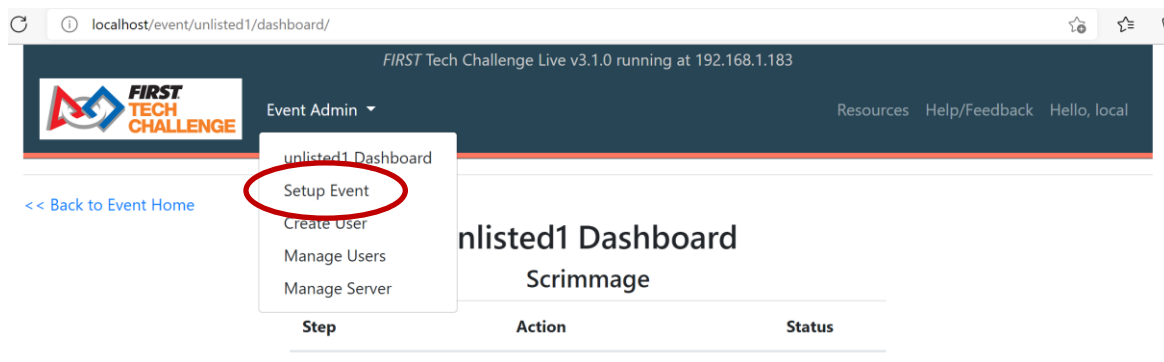 localhost/event/unlisted1/dashboard/
FIRST Tech Challenge Live v3.1.0 running at 192.168.1.183
FIRST
TECH
CHALLENGE
Event Admin
Resources Help/Feedback Hello, local
unlisted1 Dashboard
Setup Event
<< Back to Event Home
Create User
nlisted1 Dashboard
Manage Users
Scrimmage
Manage Server
Step Action Status